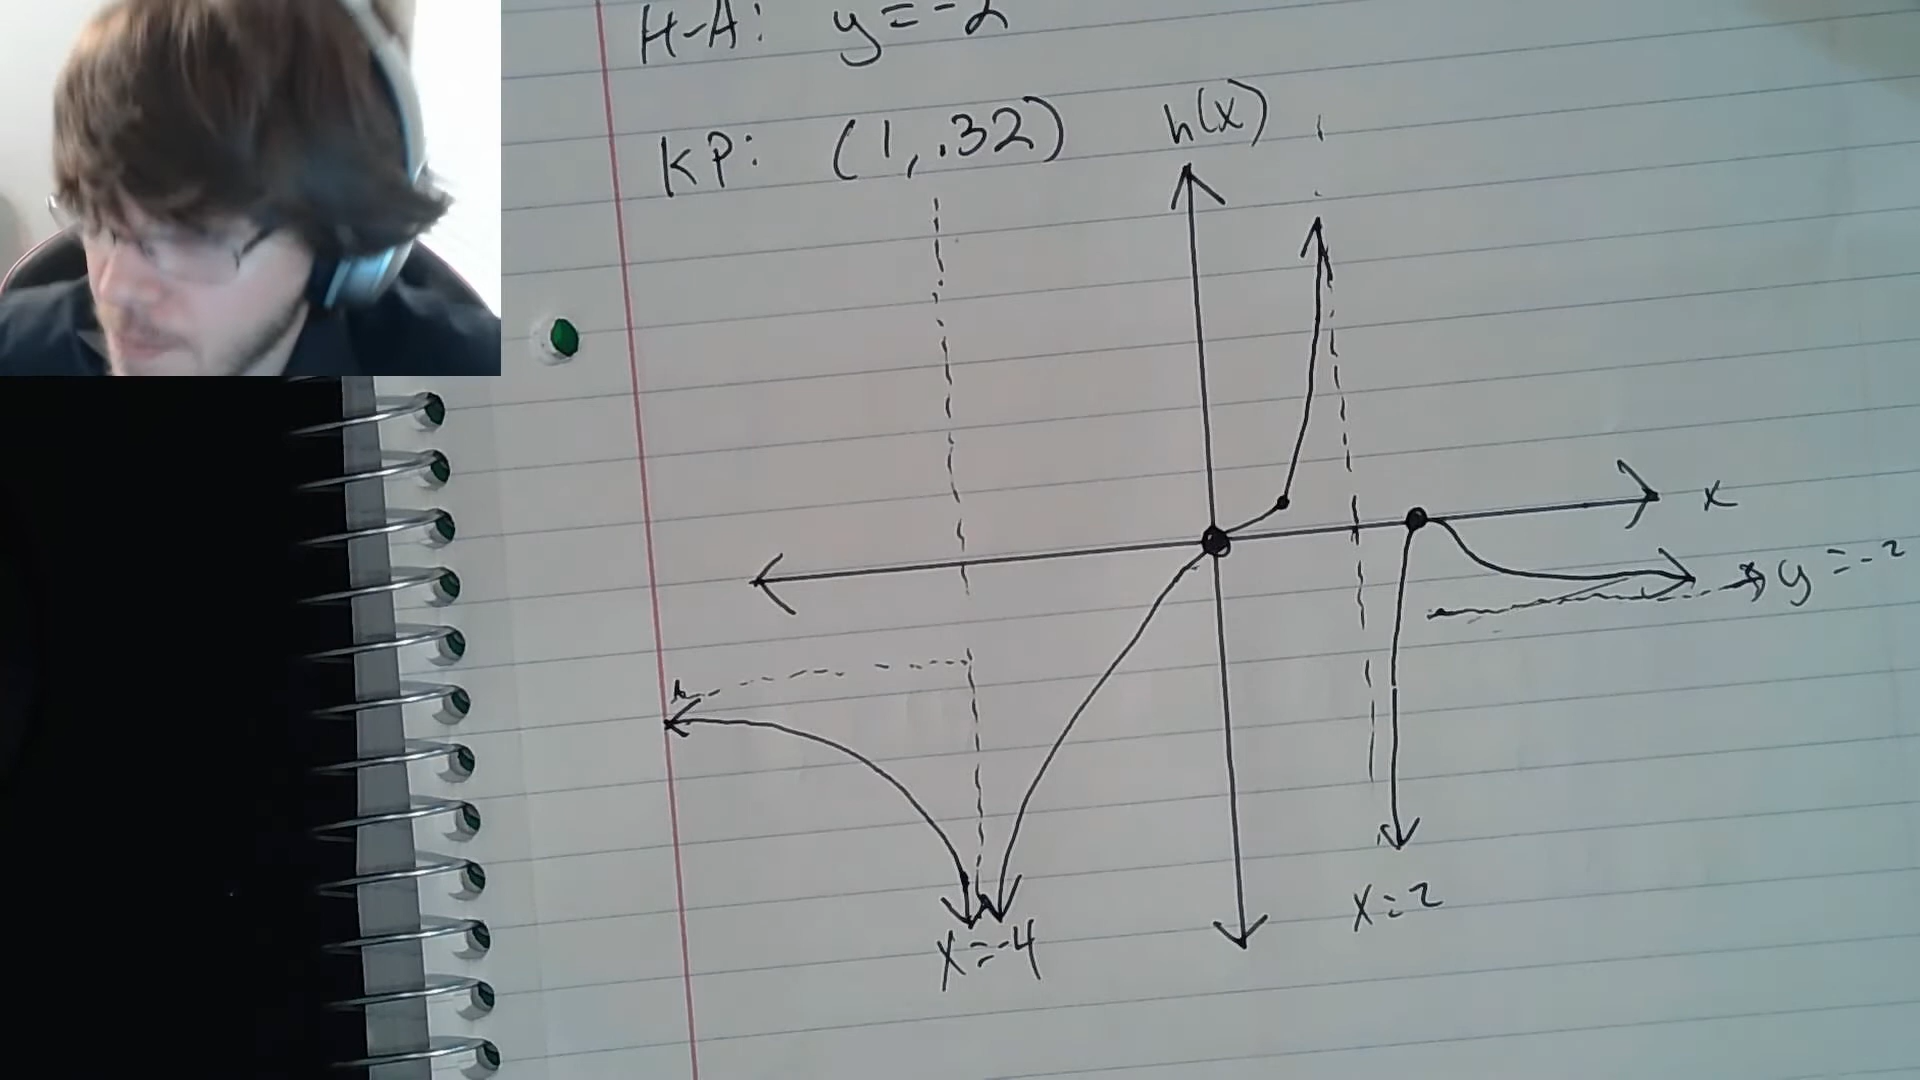 H-A: y=-2
KP: (1, .32)
h(x)
x
y=-2
x=2
x=-4